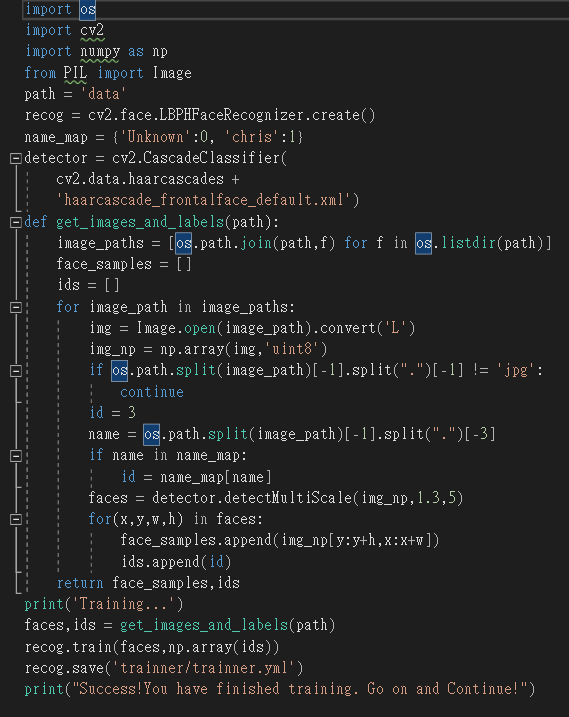 import os
import cv2
import numpy as np
from PIL import Image
path = 'data'
recog = cv2.face.LBPHFaceRecognizer.create()
name_map = {'Unknown':0, 'chris':1}
detector = cv2.CascadeClassifier(
    cv2.data.haarcascades +
    'haarcascade_frontalface_default.xml')
def get_images_and_labels(path):
    image_paths = [os.path.join(path,f) for f in os.listdir(path)]
    face_samples = []
    ids = []
    for image_path in image_paths:
        img = Image.open(image_path).convert('L')
        img_np = np.array(img,'uint8')
        if os.path.split(image_path)[-1].split(".")[-1] != 'jpg':
            continue
        id = 3
        name = os.path.split(image_path)[-1].split(".")[-3]
        if name in name_map:
            id = name_map[name]
        faces = detector.detectMultiScale(img_np,1.3,5)
        for(x,y,w,h) in faces:
            face_samples.append(img_np[y:y+h,x:x+w])
            ids.append(id)
    return face_samples,ids
print('Training...')
faces,ids = get_images_and_labels(path)
recog.train(faces,np.array(ids))
recog.save('trainner/trainner.yml')
print("Success!You have finished training. Go on and Continue!")